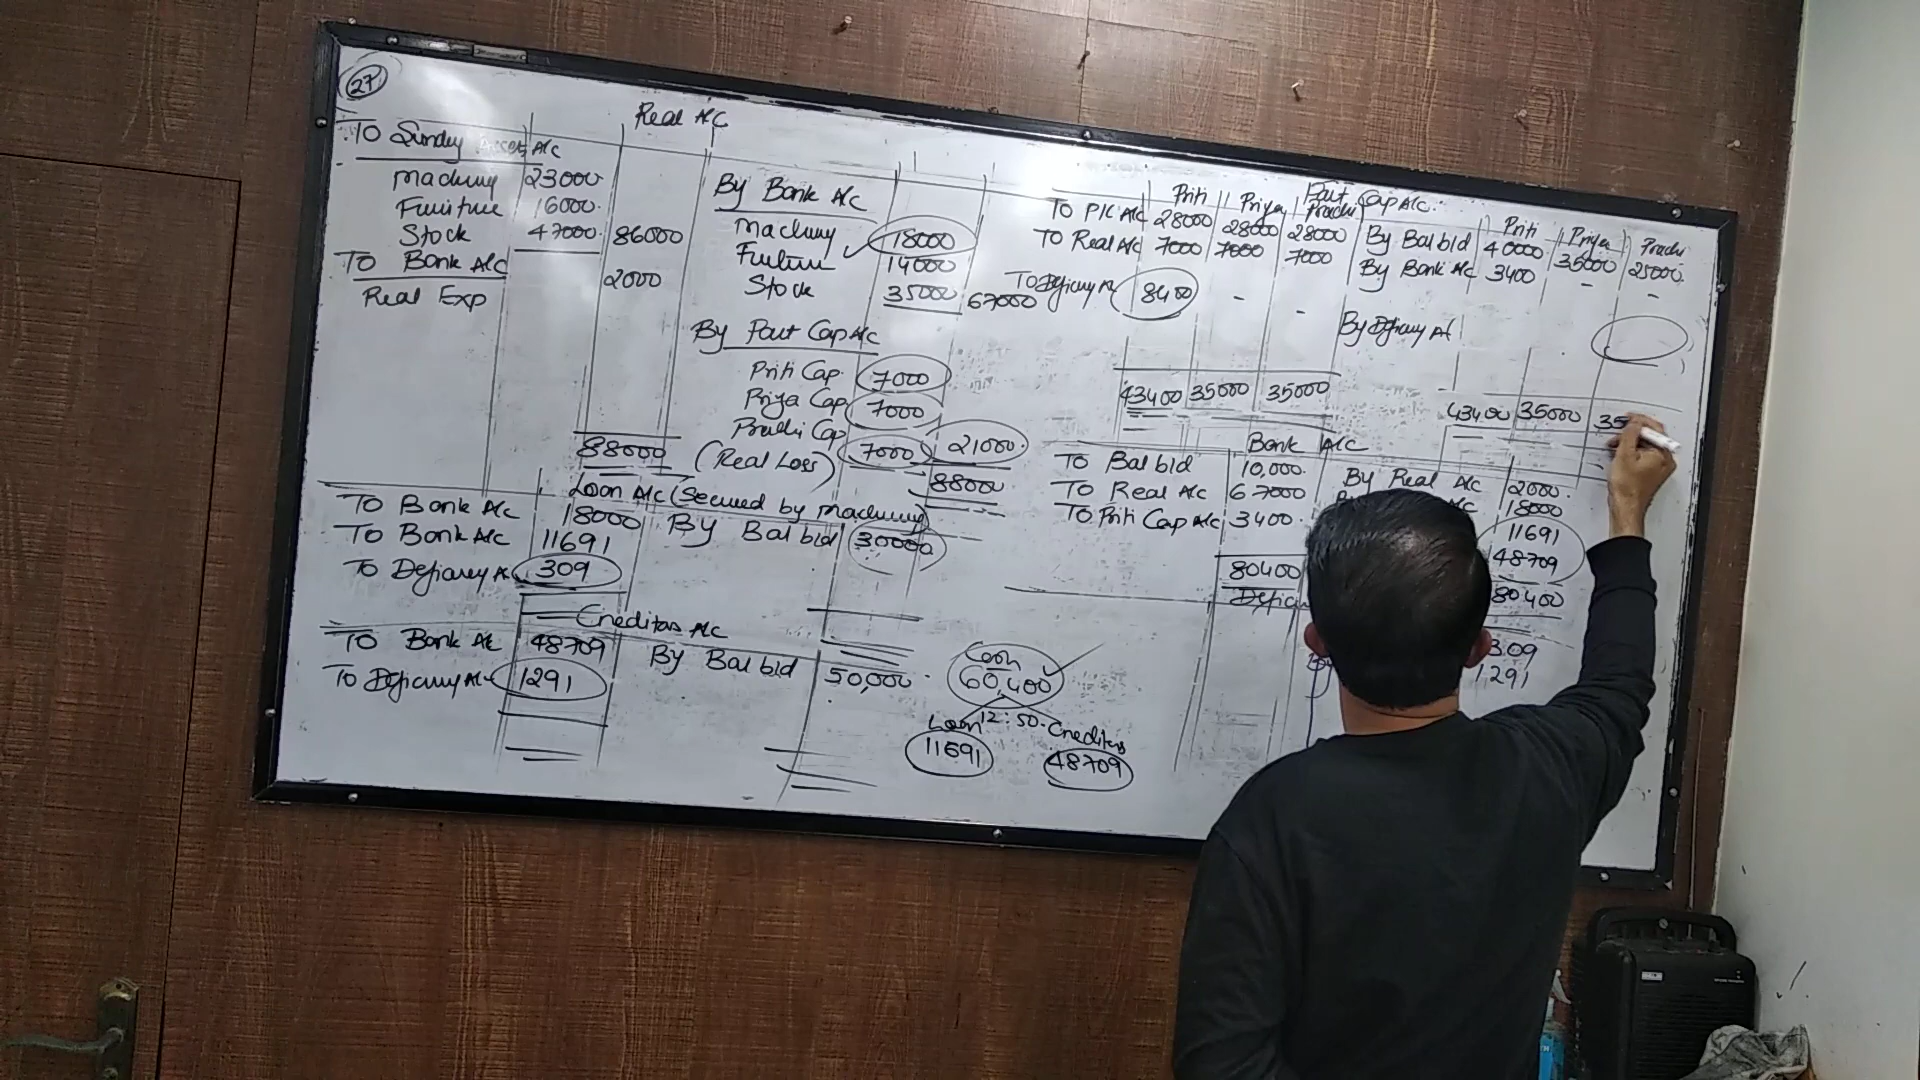 27
Real A/c
To Sundry Assets A/c
Machinery 23000
Furniture 16000
Stock 47000 86000
To Bank A/c
Real Exp 2000
88000
By Bank A/c
Machinery 18000
Furniture 14000
Stock 35000 67000
By Part Cap A/c
Priti Cap 7000
Priya Cap 7000
Prachi Cap 7000 21000
(Real Loss)
88000
Loan A/c (Secured by machinery)
To Bank A/c 18000 By Bal b/d 30000
To Bank A/c 11691
To Deficiency A/c 309
Creditors A/c
To Bank A/c 48709 By Bal b/d 50,000
To Deficiency A/c 1291
Cash
60,400
Loan 12:50 Creditors
11691 48709
Part Cap A/c
Priti Priya Prachi Priti Priya Prachi
To P/L A/c 28000 28000 28000 By Bal b/d 40000 35000 25000
To Real A/c 7000 7000 7000 By Bank A/c 3400 - -
To Deficiency A/c 8400 - - By Deficiency A/c
43400 35000 35000 43400 35000 35
Bank A/c
To Bal b/d 10,000 By Real A/c 2000
To Real A/c 67000 18000
To Priti Cap A/c 3400 11691
48709
80400 80400
309
1291